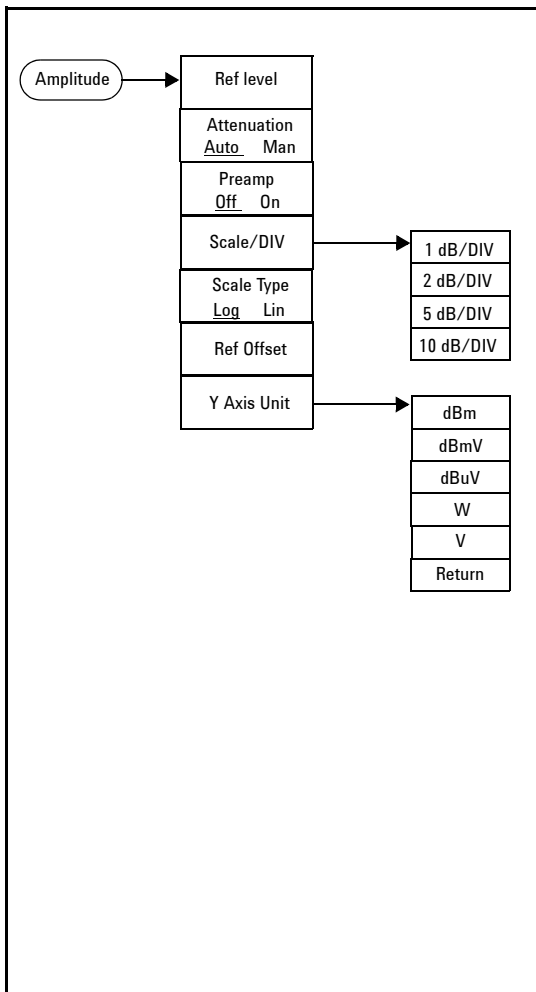 Amplitude
Ref level
Attenuation
Auto Man
Preamp
Off On
Scale/DIV
Scale Type
Log Lin
Ref Offset
Y Axis Unit
1 dB/DIV
2 dB/DIV
5 dB/DIV
10 dB/DIV
dBm
dBmV
dBuV
W
V
Return